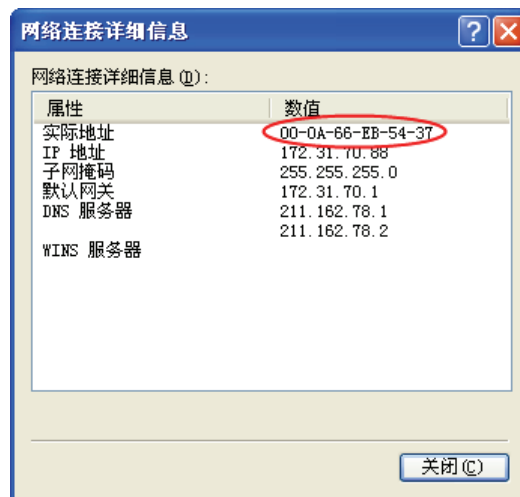 网络连接详细信息
网络连接详细信息(D):
属性 数值
实际地址 00-0A-66-EB-54-37
IP 地址 172.31.70.88
子网掩码 255.255.255.0
默认网关 172.31.70.1
DNS 服务器 211.162.78.1
211.162.78.2
WINS 服务器
关闭(C)